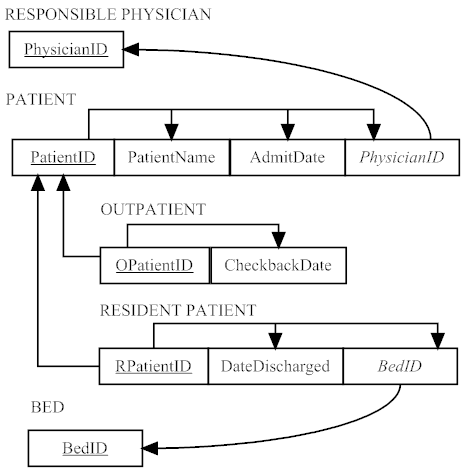 RESPONSIBLE PHYSICIAN
PhysicianID
PATIENT
PatientID PatientName AdmitDate PhysicianID
OUTPATIENT
OPatientID CheckbackDate
RESIDENT PATIENT
RPatientID DateDischarged BedID
BED
BedID